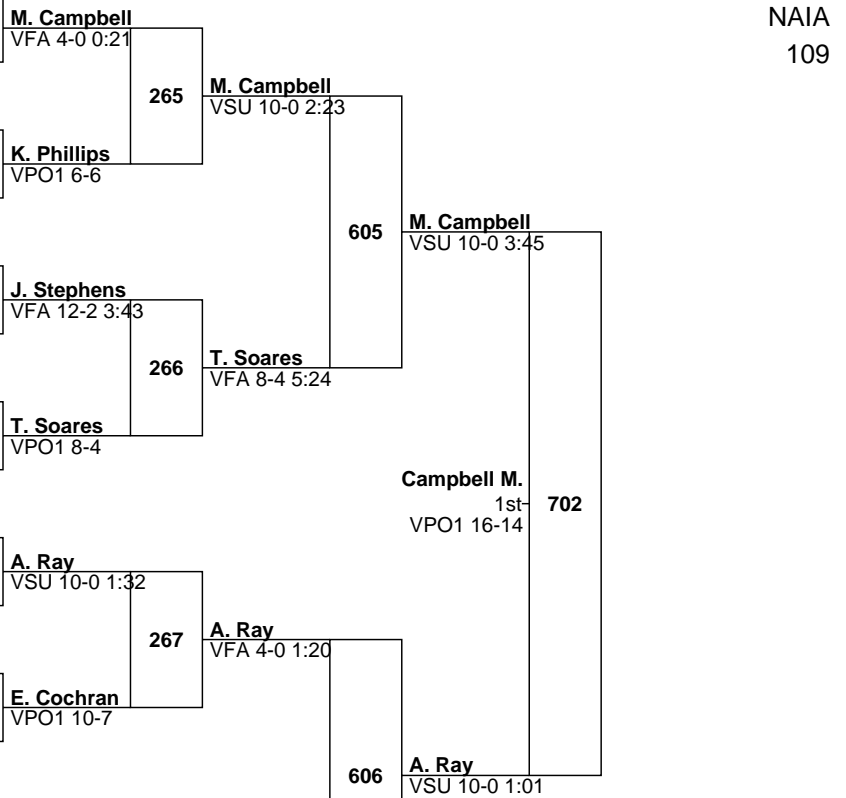 NAIA
109
M. Campbell
VFA 4-0 0:21
265
M. Campbell
VSU 10-0 2:23
K. Phillips
VPO1 6-6
605
M. Campbell
VSU 10-0 3:45
J. Stephens
VFA 12-2 3:43
266
T. Soares
VFA 8-4 5:24
T. Soares
VPO1 8-4
Campbell M.
1st
VPO1 16-14
702
A. Ray
VSU 10-0 1:32
267
A. Ray
VFA 4-0 1:20
E. Cochran
VPO1 10-7
606
A. Ray
VSU 10-0 1:01